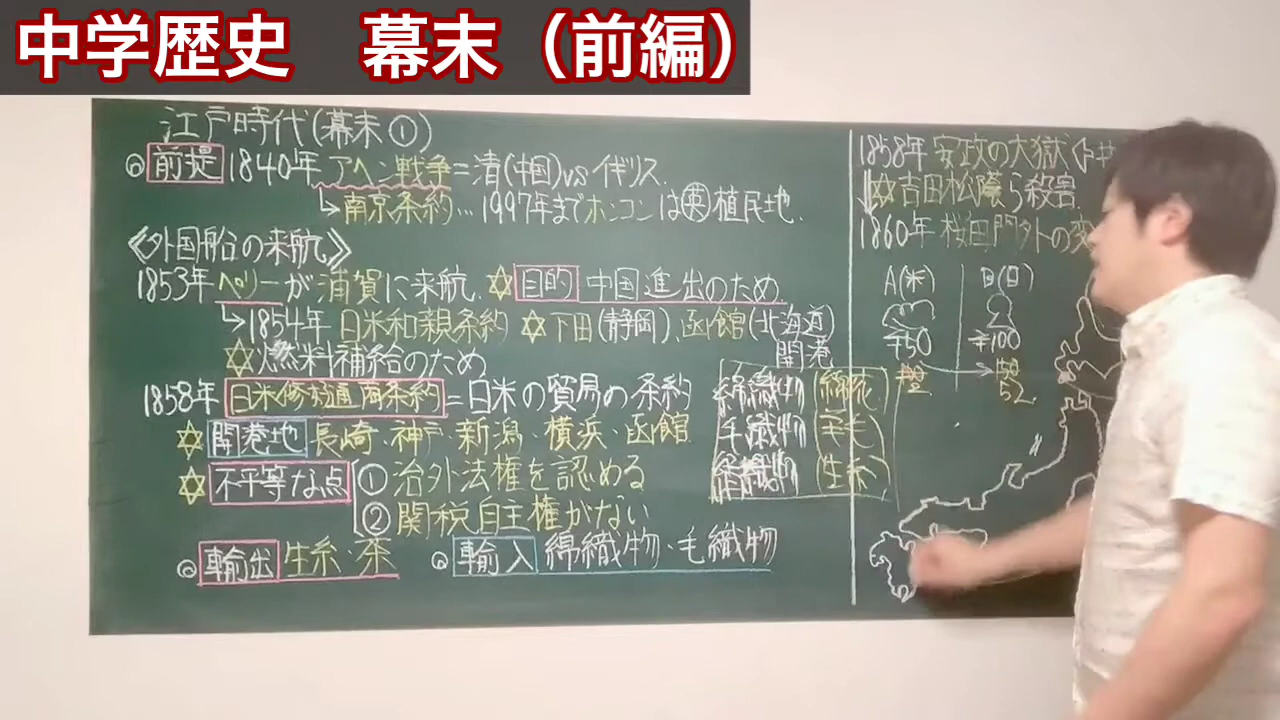 中学歴史 幕末（前編）
江戸時代(幕末①)
◎前提 1840年 アヘン戦争=清(中国)vsイギリス
↳南京条約…1997年までホンコンは英植民地.
《外国船の来航》
1853年 ペリーが浦賀に来航. ☆目的 中国進出のため
↳1854年 日米和親条約 ☆下田(静岡)、函館(北海道)
開港
☆燃料補給のため
1858年 日米修好通商条約=日米の貿易の条約
☆開港地 長崎・神戸・新潟・横浜・函館
☆不平等な点 ①治外法権を認める
②関税自主権がない
◎輸出 生糸・茶 ◎輸入 綿織物・毛織物
綿織物 綿花
毛織物 羊毛
絹織物 生糸
1858年 安政の大獄
☆吉田松陰ら殺害
1860年 桜田門外の変
A(米) B(日)
¥50 ¥100
50
52